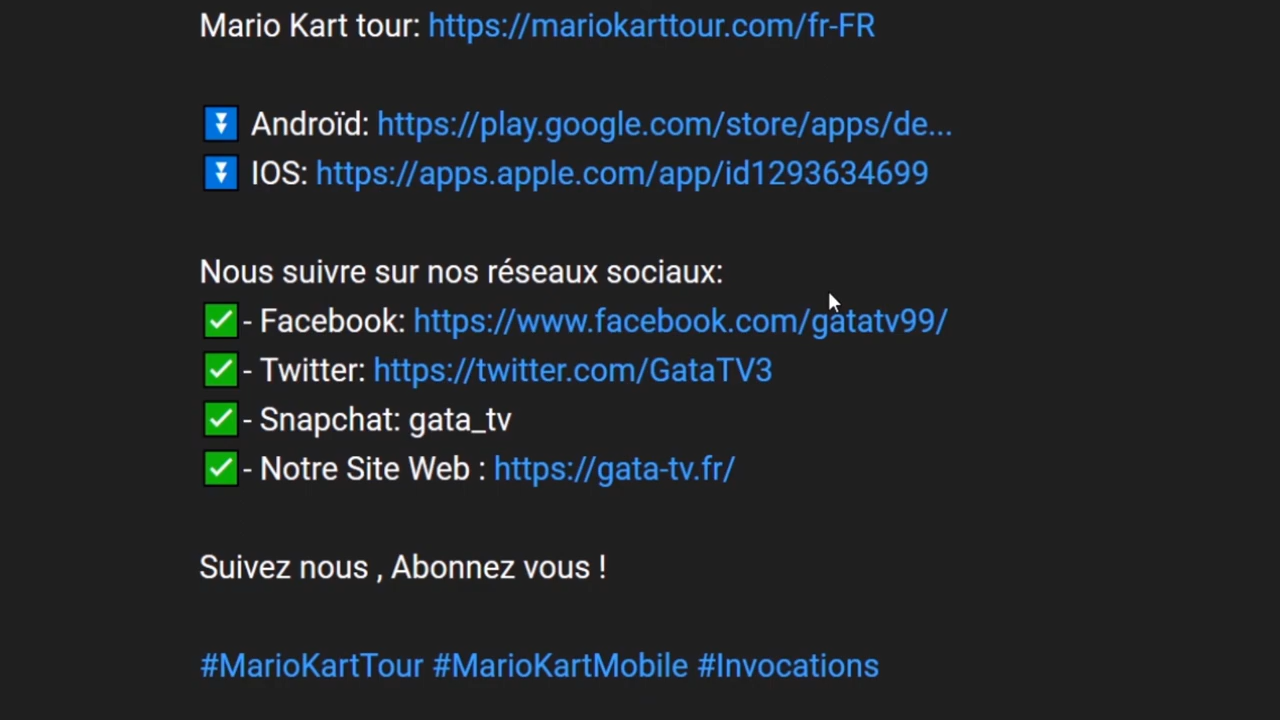 Mario Kart tour: https://mariokarttour.com/fr-FR
⏬ Androïd: https://play.google.com/store/apps/de...
⏬ IOS: https://apps.apple.com/app/id1293634699
Nous suivre sur nos réseaux sociaux:
✅- Facebook: https://www.facebook.com/gatatv99/
✅- Twitter: https://twitter.com/GataTV3
✅- Snapchat: gata_tv
✅- Notre Site Web : https://gata-tv.fr/
Suivez nous , Abonnez vous !
#MarioKartTour #MarioKartMobile #Invocations